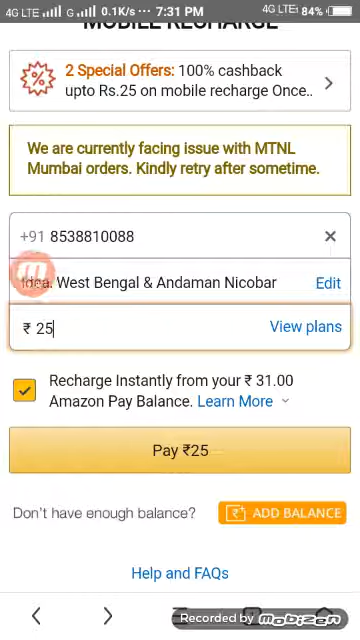 4G LTE G 0.1K/s ··· 7:31 PM 4G LTE 84%
MOBILE RECHARGE
2 Special Offers: 100% cashback
upto Rs.25 on mobile recharge Once..
We are currently facing issue with MTNL
Mumbai orders. Kindly retry after sometime.
+91 8538810088
Idea. West Bengal & Andaman Nicobar Edit
₹ 25 View plans
Recharge Instantly from your ₹ 31.00
Amazon Pay Balance. Learn More
Pay ₹25
Don't have enough balance? ADD BALANCE
Help and FAQs
Recorded by mobizen